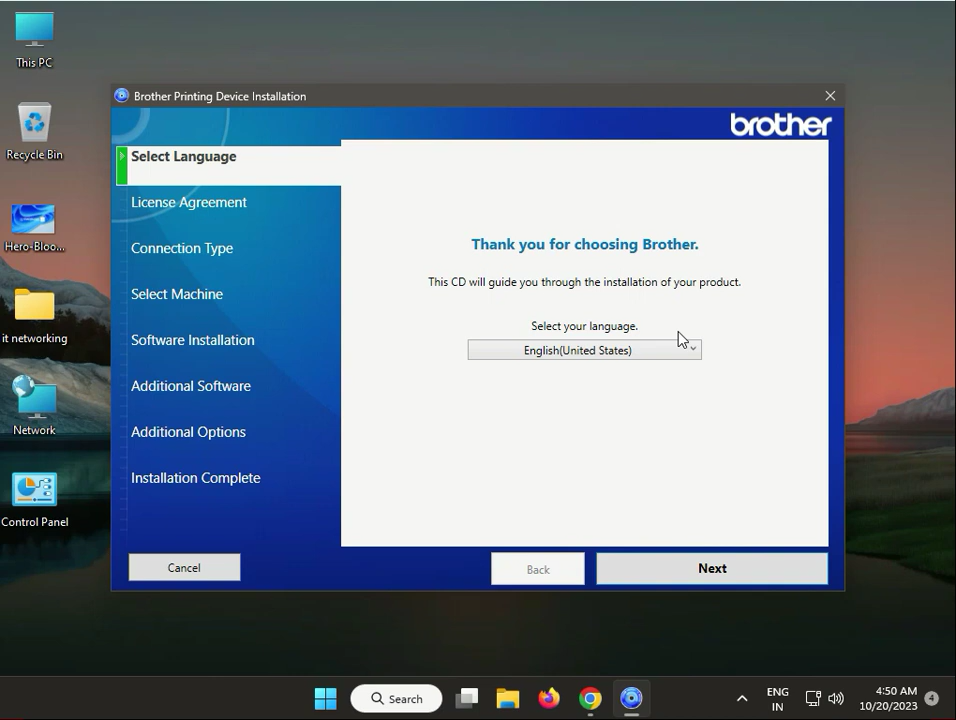 This PC
Recycle Bin
Hero-Bloo...
it networking
Network
Control Panel
Brother Printing Device Installation
brother
Select Language
License Agreement
Connection Type
Select Machine
Software Installation
Additional Software
Additional Options
Installation Complete
Thank you for choosing Brother.
This CD will guide you through the installation of your product.
Select your language.
English(United States)
Cancel
Back
Next
Search
ENG
IN
4:50 AM
10/20/2023
4